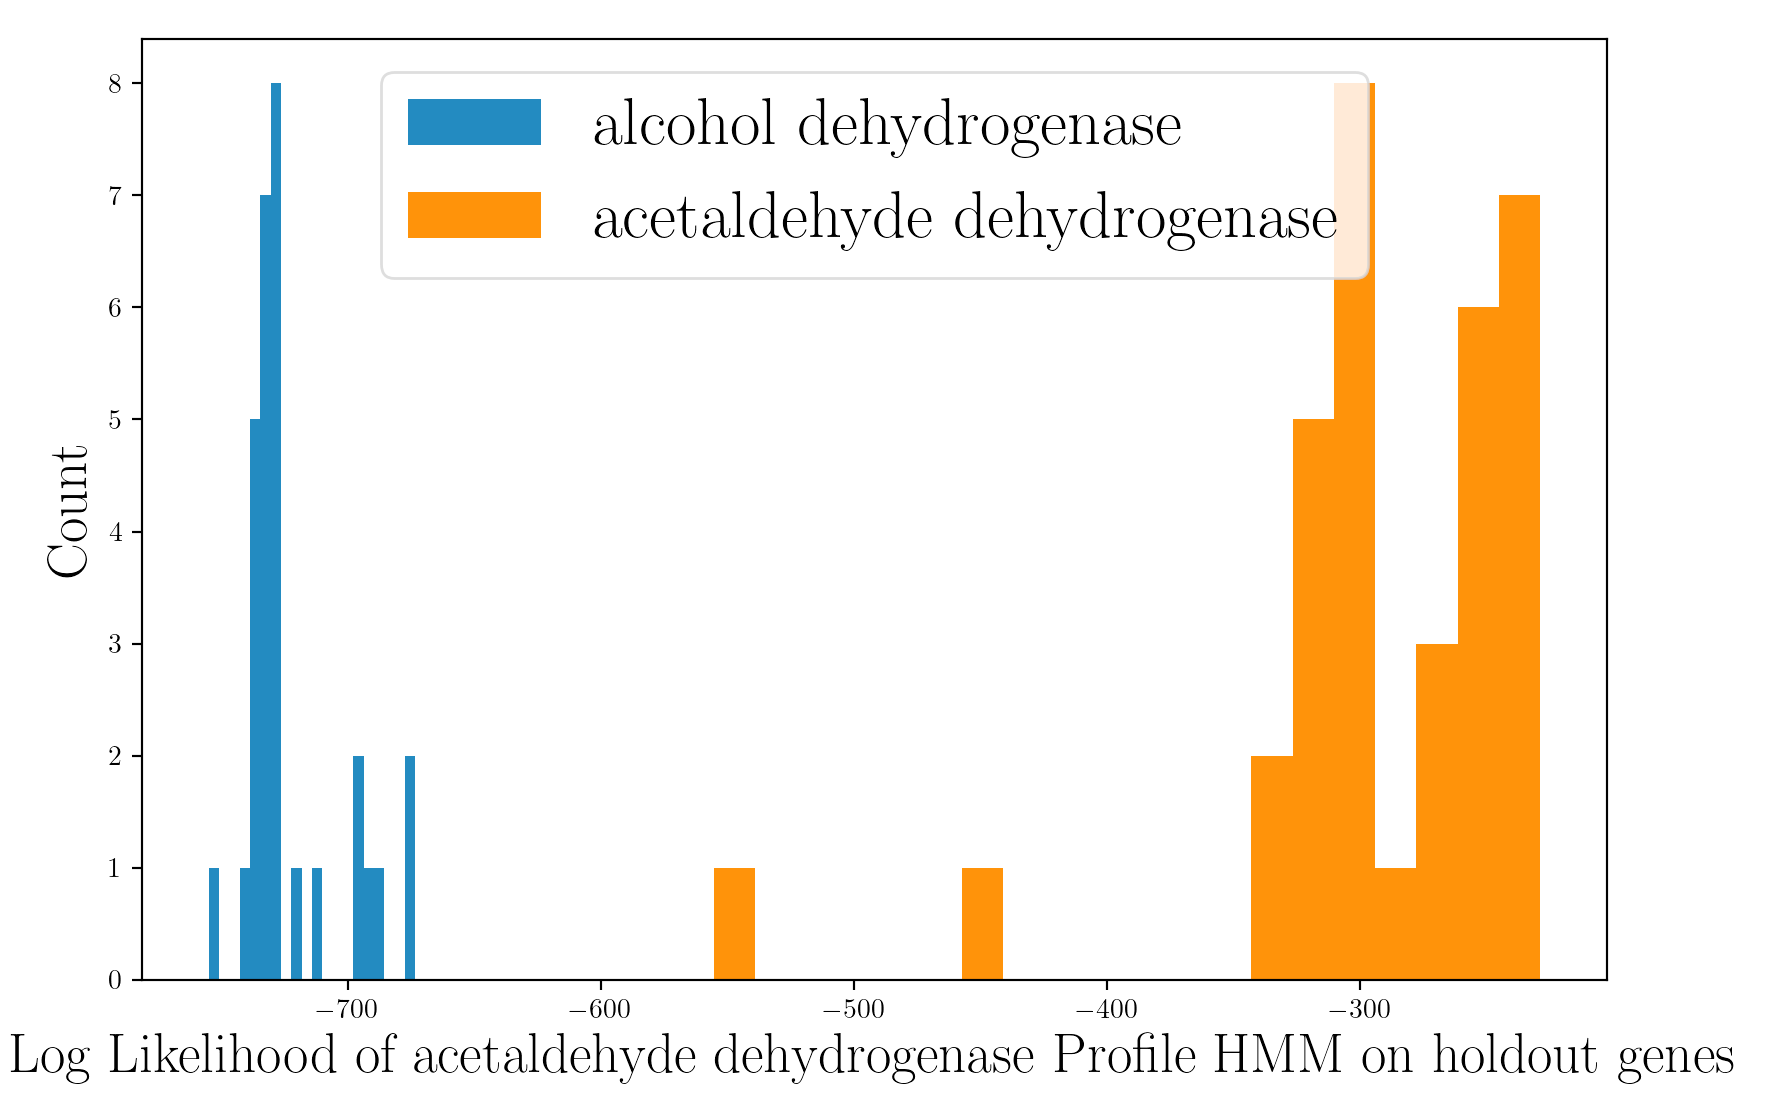 alcohol dehydrogenase
acetaldehyde dehydrogenase
8
7
6
5
4
3
2
1
0
Count
−700 −600 −500 −400 −300
Log Likelihood of acetaldehyde dehydrogenase Profile HMM on holdout genes